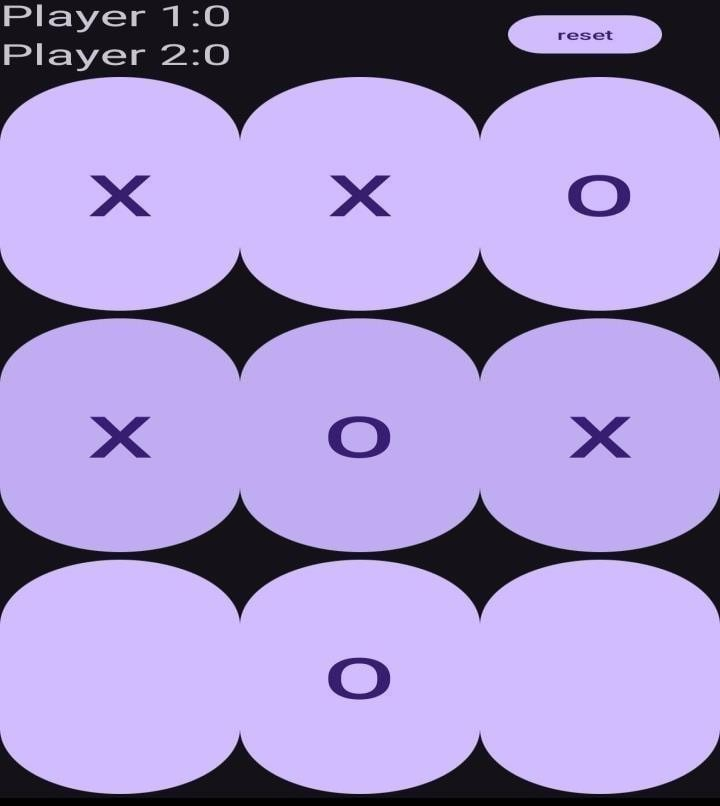 Player 1:0
Player 2:0
reset
X X O
X O X
O